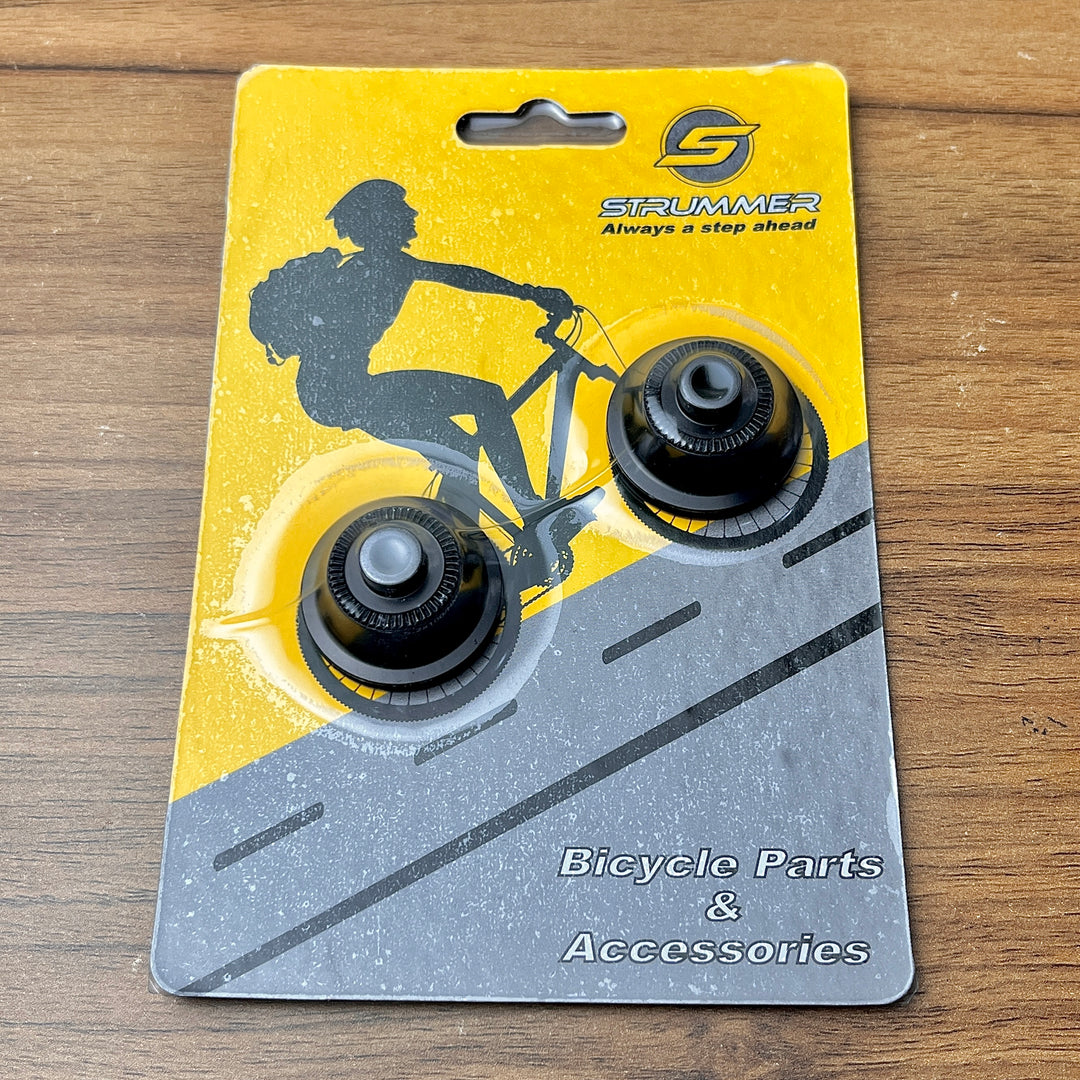 S
STRUMMER
Always a step ahead
Bicycle Parts
&
Accessories